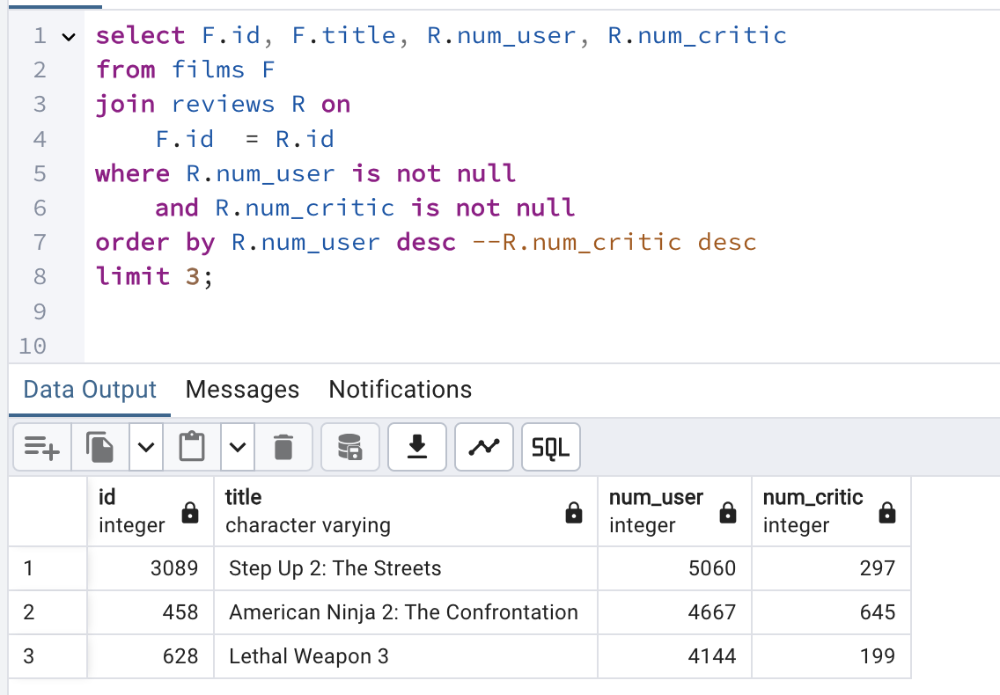 1 select F.id, F.title, R.num_user, R.num_critic
2 from films F
3 join reviews R on
4     F.id  = R.id
5 where R.num_user is not null
6     and R.num_critic is not null
7 order by R.num_user desc --R.num_critic desc
8 limit 3;
9
10
Data Output Messages Notifications
SQL
id title num_user num_critic
integer character varying integer integer
1 3089 Step Up 2: The Streets 5060 297
2 458 American Ninja 2: The Confrontation 4667 645
3 628 Lethal Weapon 3 4144 199